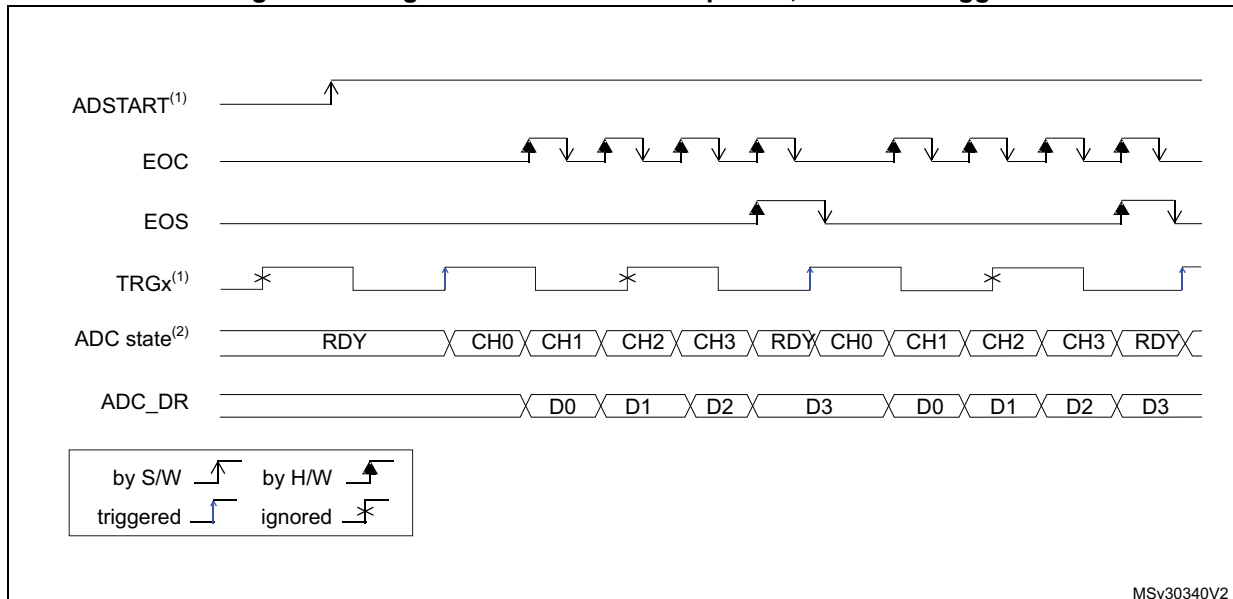 ADSTART(1)
EOC
EOS
TRGx(1)
ADC state(2) RDY CH0 CH1 CH2 CH3 RDY CH0 CH1 CH2 CH3 RDY
ADC_DR D0 D1 D2 D3 D0 D1 D2 D3
by S/W by H/W
triggered ignored
MSv30340V2